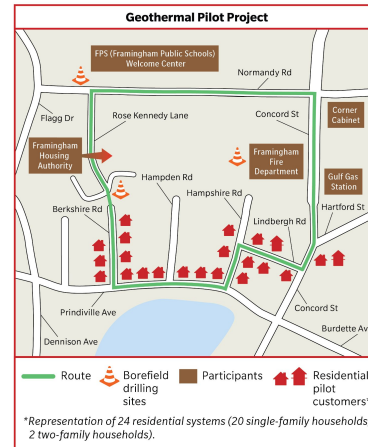 Geothermal Pilot Project
FPS (Framingham Public Schools)
Welcome Center
Normandy Rd
Flagg Dr
Rose Kennedy Lane
Concord St
Corner
Cabinet
Framingham
Housing
Authority
Framingham
Fire
Department
Hampden Rd
Gulf Gas
Station
Hampshire Rd
Hartford St
Berkshire Rd
Lindbergh Rd
Prindiville Ave
Concord St
Dennison Ave
Burdette Av
Route
Borefield
drilling
sites
Participants
Residential
pilot
customers*
*Representation of 24 residential systems (20 single-family households
2 two-family households).